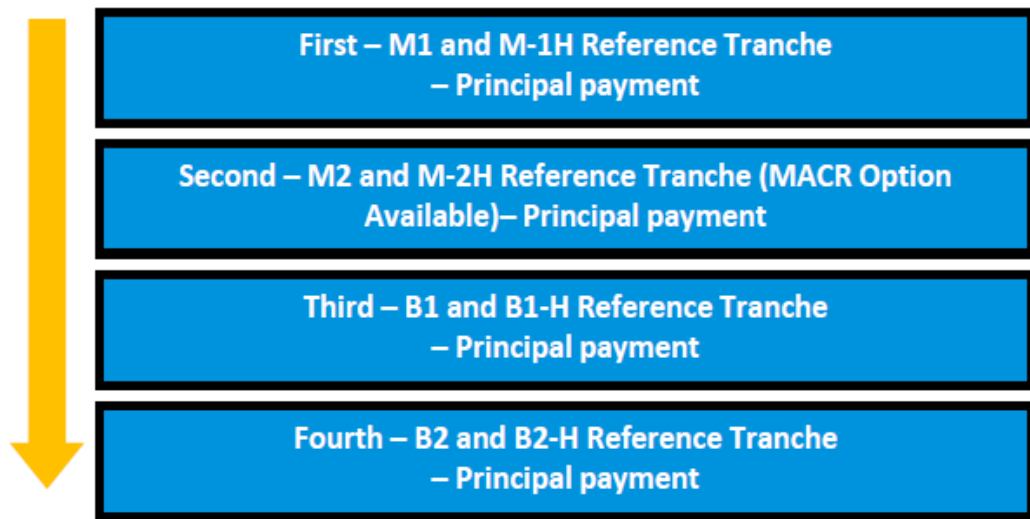 First – M1 and M-1H Reference Tranche
– Principal payment
Second – M2 and M-2H Reference Tranche (MACR Option
Available)– Principal payment
Third – B1 and B1-H Reference Tranche
– Principal payment
Fourth – B2 and B2-H Reference Tranche
– Principal payment